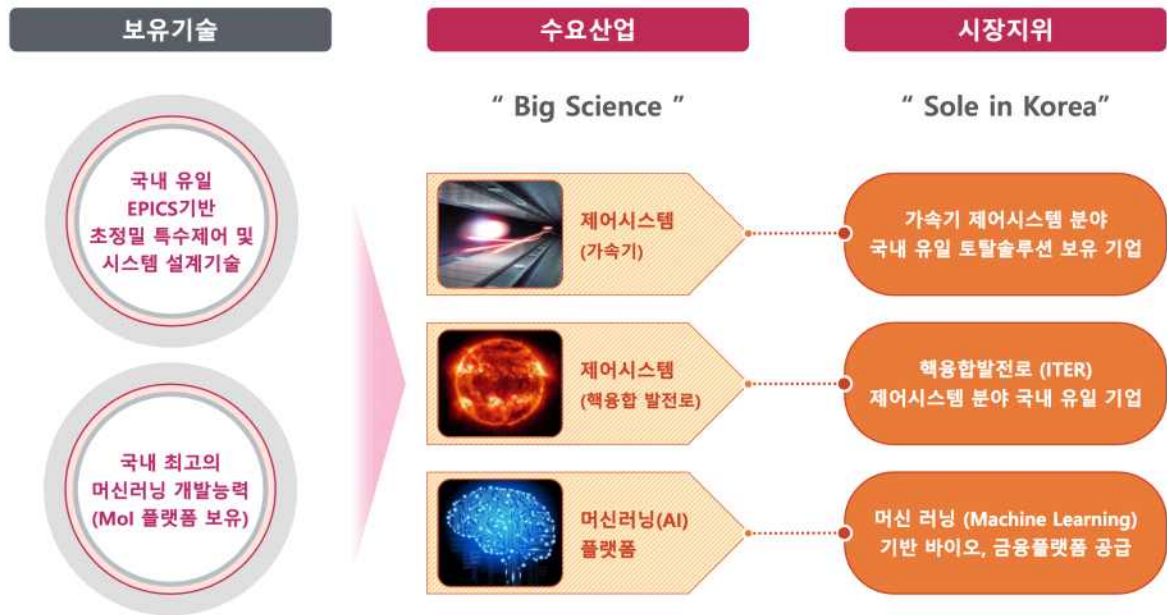 보유기술
수요산업
시장지위
“ Big Science ”
“ Sole in Korea”
국내 유일
EPICS기반
초정밀 특수제어 및
시스템 설계기술
국내 최고의
머신러닝 개발능력
(MoI 플랫폼 보유)
제어시스템
(가속기)
가속기 제어시스템 분야
국내 유일 토탈솔루션 보유 기업
제어시스템
(핵융합 발전로)
핵융합발전로 (ITER)
제어시스템 분야 국내 유일 기업
머신러닝(AI)
플랫폼
머신 러닝 (Machine Learning)
기반 바이오, 금융플랫폼 공급